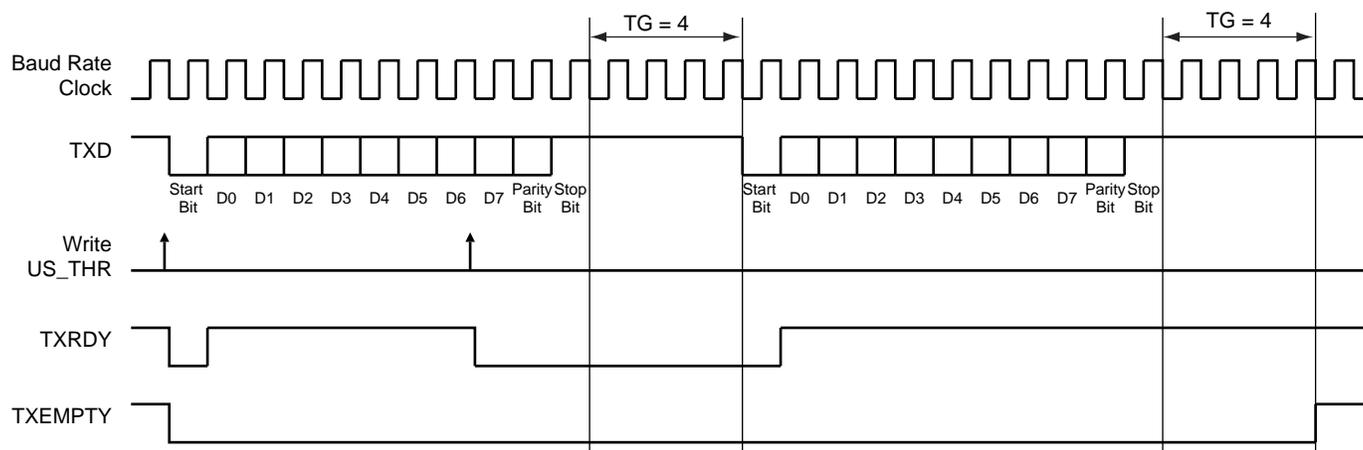 TG = 4
TG = 4
Baud Rate
Clock
TXD
Start
Bit
D0
D1
D2
D3
D4
D5
D6
D7
Parity
Bit
Stop
Bit
Start
Bit
D0
D1
D2
D3
D4
D5
D6
D7
Parity
Bit
Stop
Bit
Write
US_THR
TXRDY
TXEMPTY